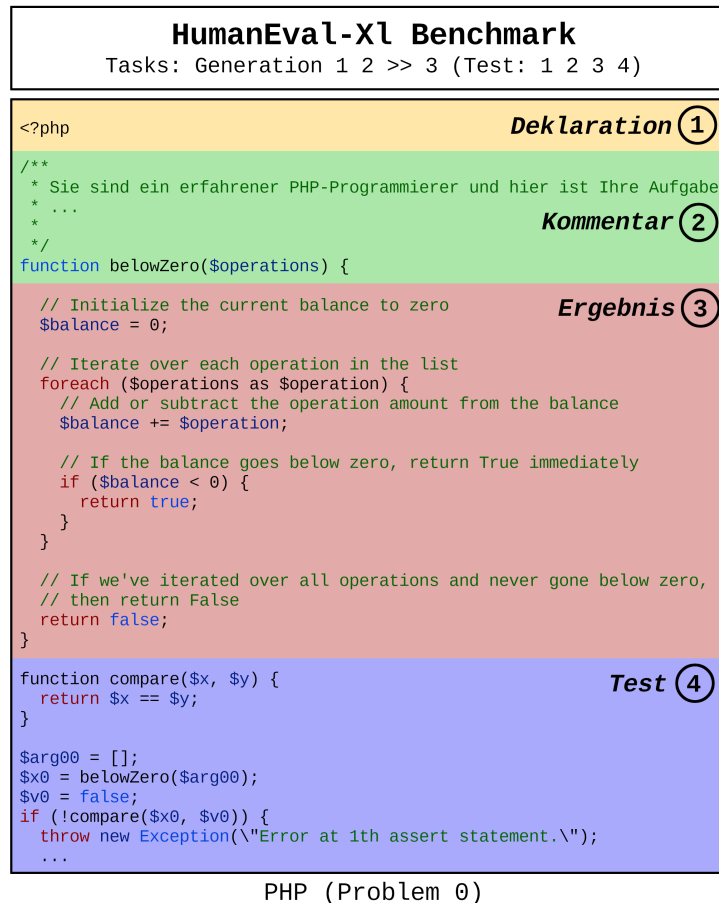 HumanEval-Xl Benchmark
Tasks: Generation 1 2 >> 3 (Test: 1 2 3 4)
<?php
Deklaration 1
/**
 * Sie sind ein erfahrener PHP-Programmierer und hier ist Ihre Aufgabe
 * ...
 *
Kommentar 2
 */
function belowZero($operations) {
  // Initialize the current balance to zero
Ergebnis 3
  $balance = 0;
  // Iterate over each operation in the list
  foreach ($operations as $operation) {
    // Add or subtract the operation amount from the balance
    $balance += $operation;
    // If the balance goes below zero, return True immediately
    if ($balance < 0) {
      return true;
    }
  }
  // If we've iterated over all operations and never gone below zero,
  // then return False
  return false;
}
function compare($x, $y) {
Test 4
  return $x == $y;
}
$arg00 = [];
$x0 = belowZero($arg00);
$v0 = false;
if (!compare($x0, $v0)) {
  throw new Exception(\"Error at 1th assert statement.\");
  ...
PHP (Problem 0)